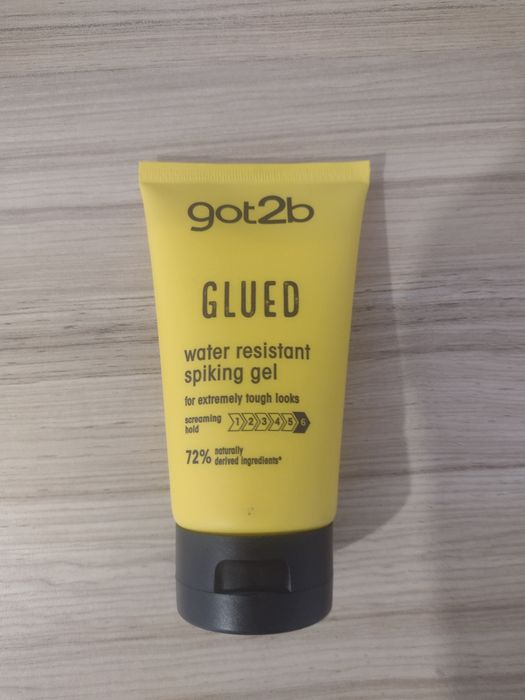 got2b
GLUED
water resistant
spiking gel
for extremely tough looks
screaming
hold
1 2 3 4 5 6
72% naturally
derived ingredients*